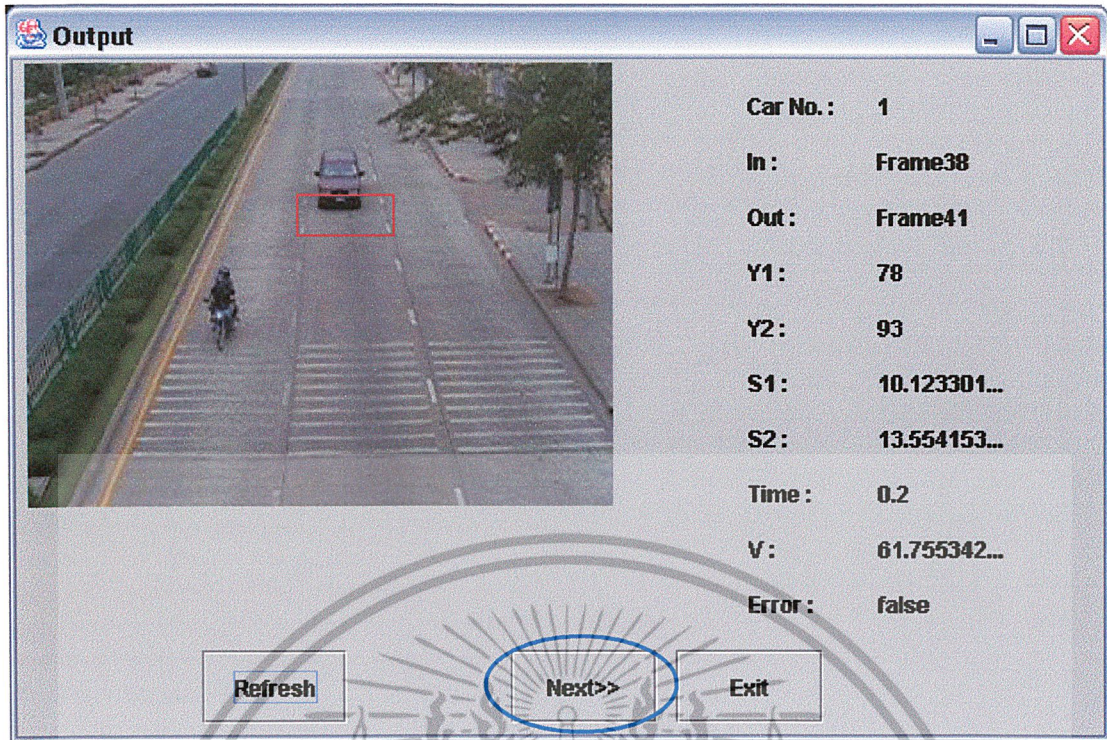 Output
Car No. : 1
In : Frame38
Out : Frame41
Y1 : 78
Y2 : 93
S1 : 10.123301...
S2 : 13.554153...
Time : 0.2
V : 61.755342...
Error : false
Refresh Next>> Exit